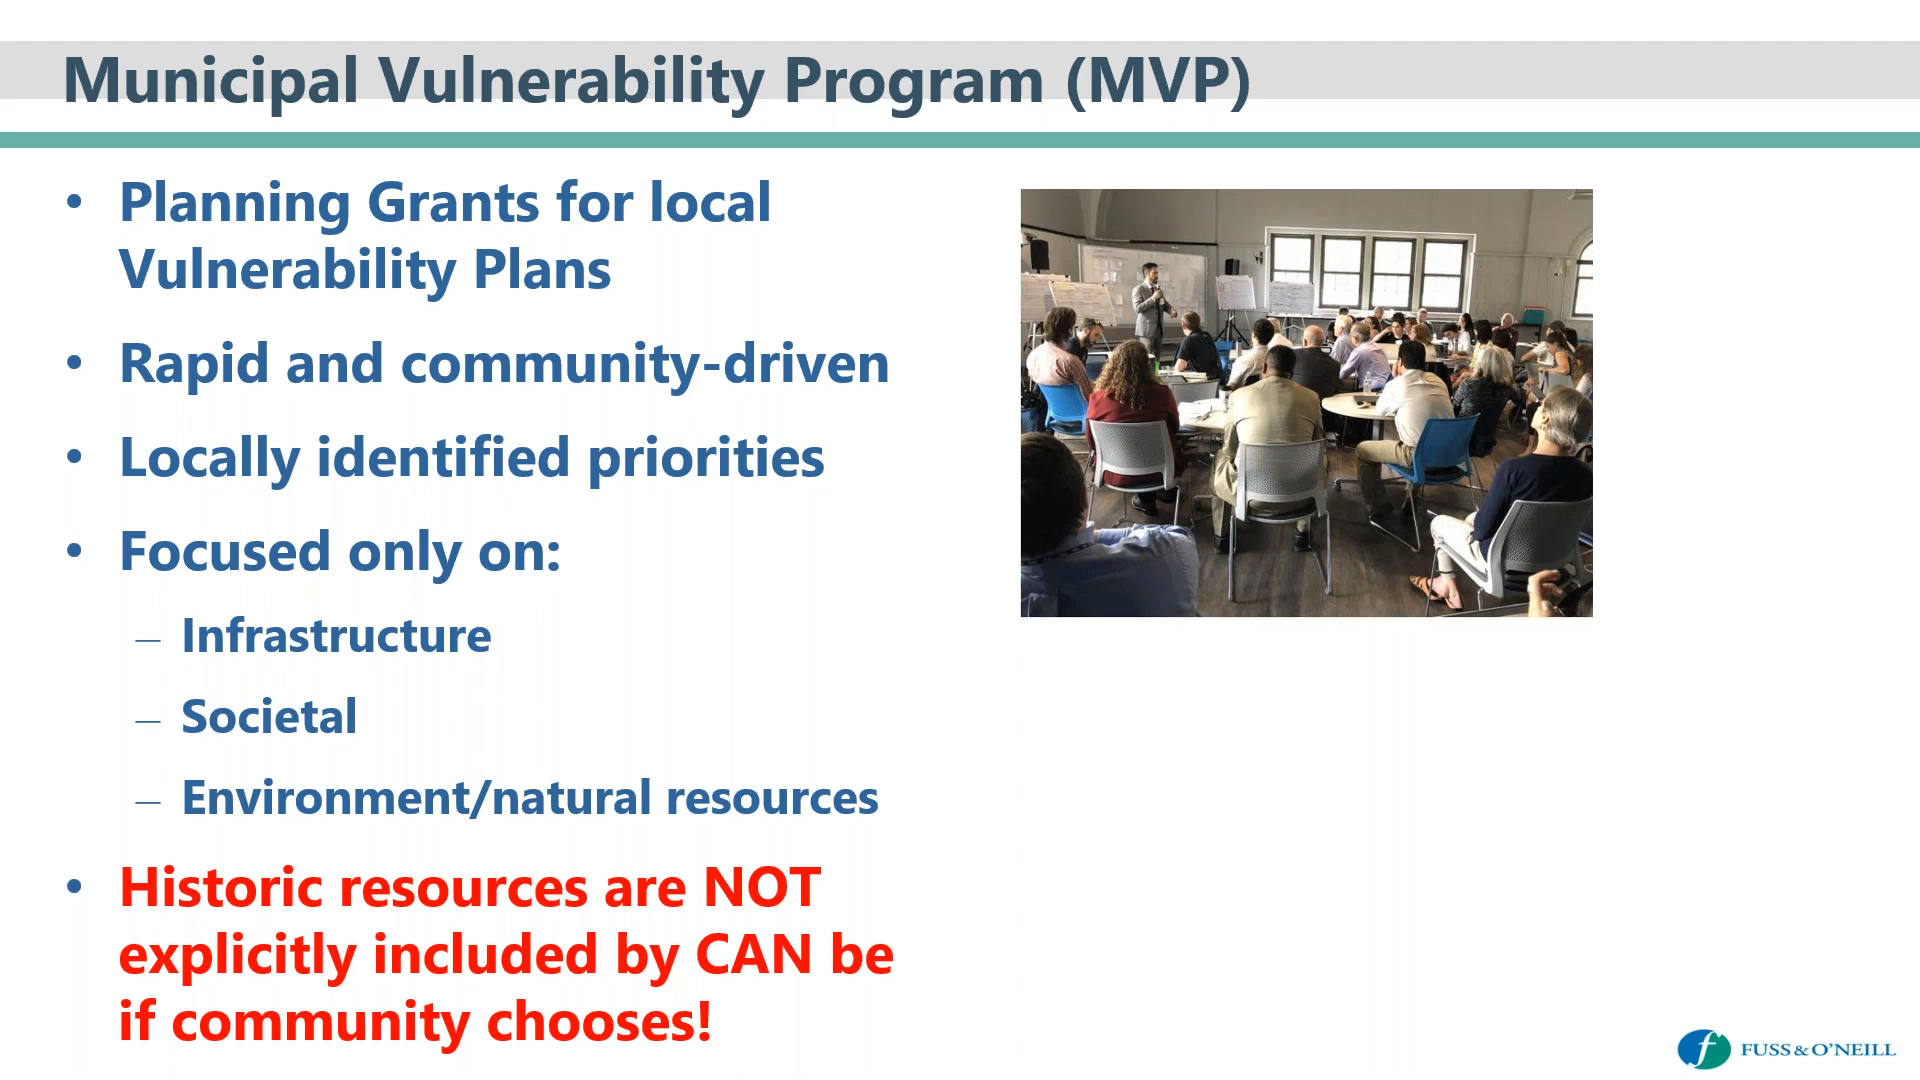 Municipal Vulnerability Program (MVP)
• Planning Grants for local
Vulnerability Plans
• Rapid and community-driven
• Locally identified priorities
• Focused only on:
– Infrastructure
– Societal
– Environment/natural resources
• Historic resources are NOT
explicitly included by CAN be
if community chooses!
f FUSS & O'NEILL